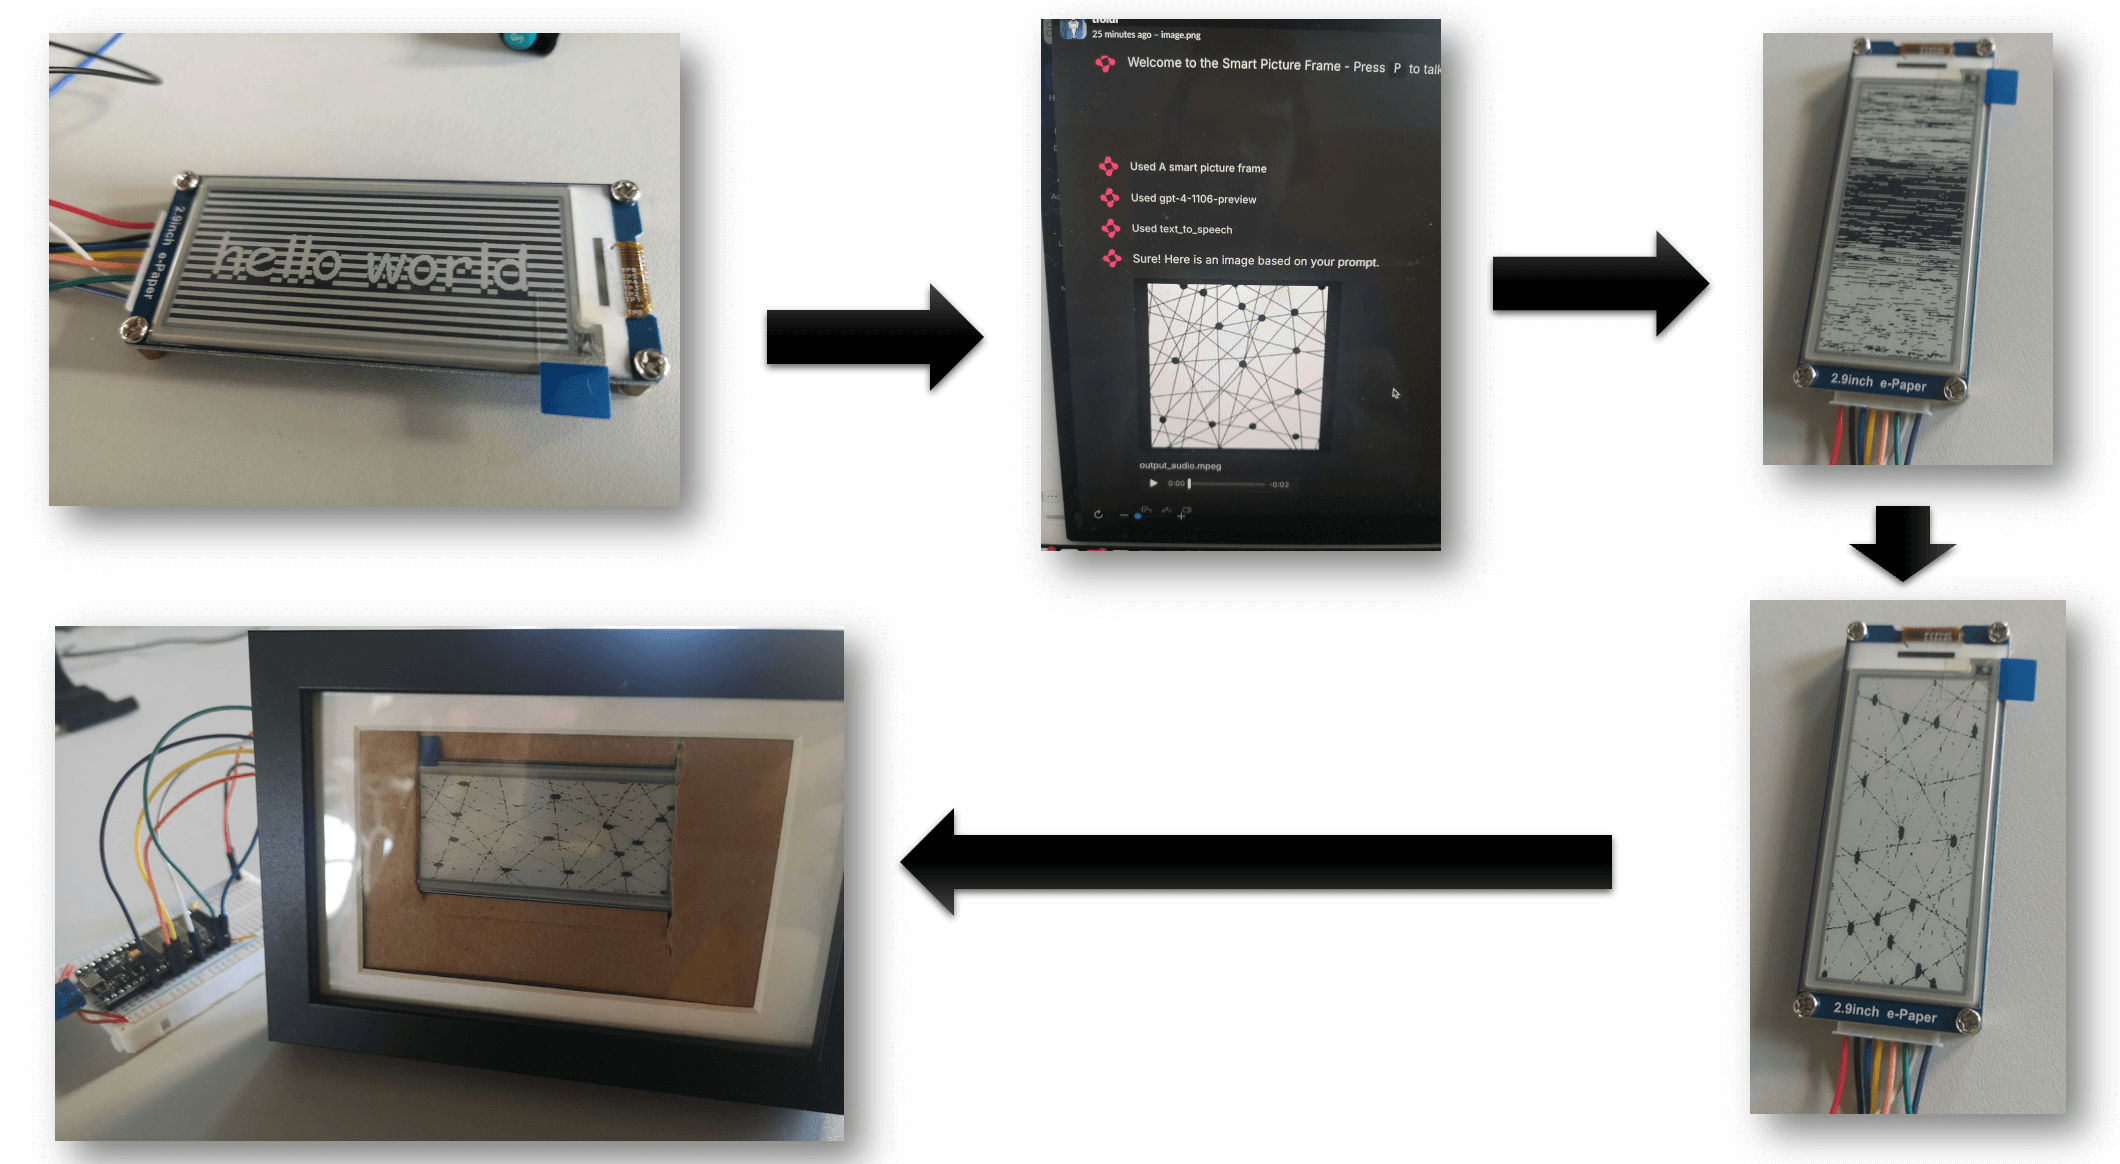 2.9inch e-Paper
hello world
25 minutes ago – image.png
Welcome to the Smart Picture Frame - Press P to talk
Used A smart picture frame
Used gpt-4-1106-preview
Used text_to_speech
Sure! Here is an image based on your prompt.
output_audio.mpeg
0:00
-0:02
2.9inch e-Paper
2.9inch e-Paper